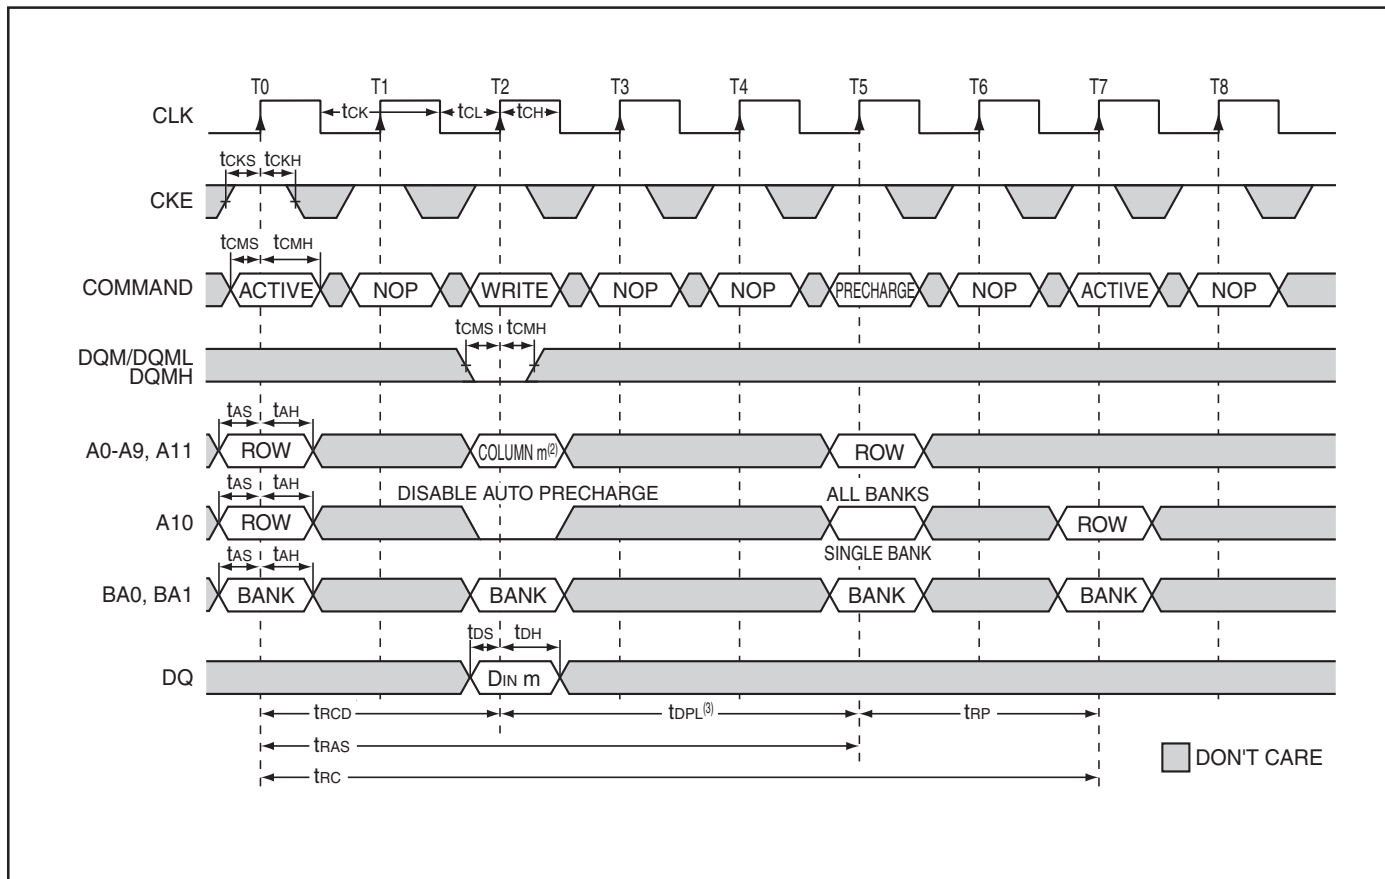 T0 T1 T2 T3 T4 T5 T6 T7 T8
CLK tCK tCL tCH
tCKS tCKH
CKE
tCMS tCMH
COMMAND ACTIVE NOP WRITE NOP NOP PRECHARGE NOP ACTIVE NOP
tCMS tCMH
DQM/DQML
DQMH
tAS tAH
A0-A9, A11 ROW COLUMN m(2) ROW
tAS tAH DISABLE AUTO PRECHARGE ALL BANKS
A10 ROW ROW
tAS tAH SINGLE BANK
BA0, BA1 BANK BANK BANK BANK
tDS tDH
DQ DIN m
tRCD tDPL(3) tRP
tRAS
DON'T CARE
tRC